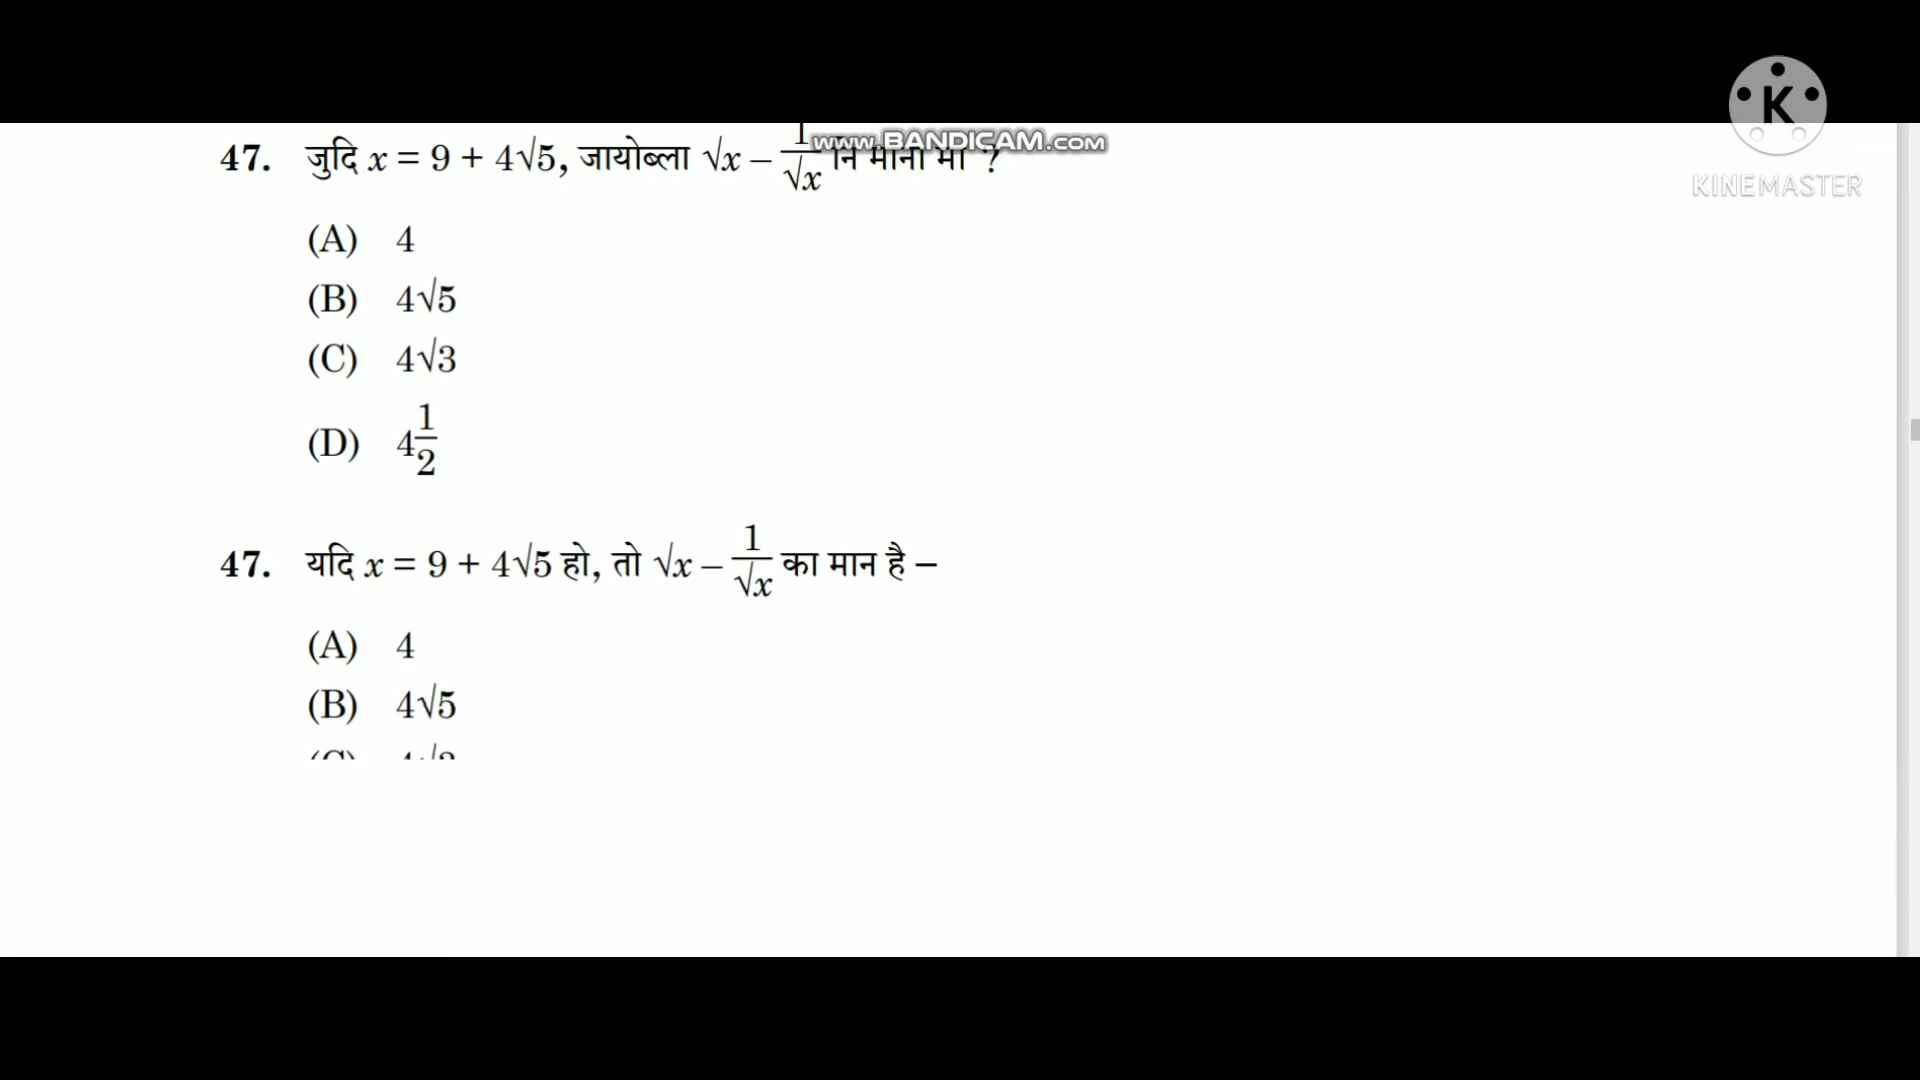 K
KINEMASTER
www.BANDICAM.com
47. जुदि x = 9 + 4√5, जायोब्ला √x – 1/√x नि मानी मा ?
(A) 4
(B) 4√5
(C) 4√3
(D) 4 1/2
47. यदि x = 9 + 4√5 हो, तो √x – 1/√x का मान है –
(A) 4
(B) 4√5